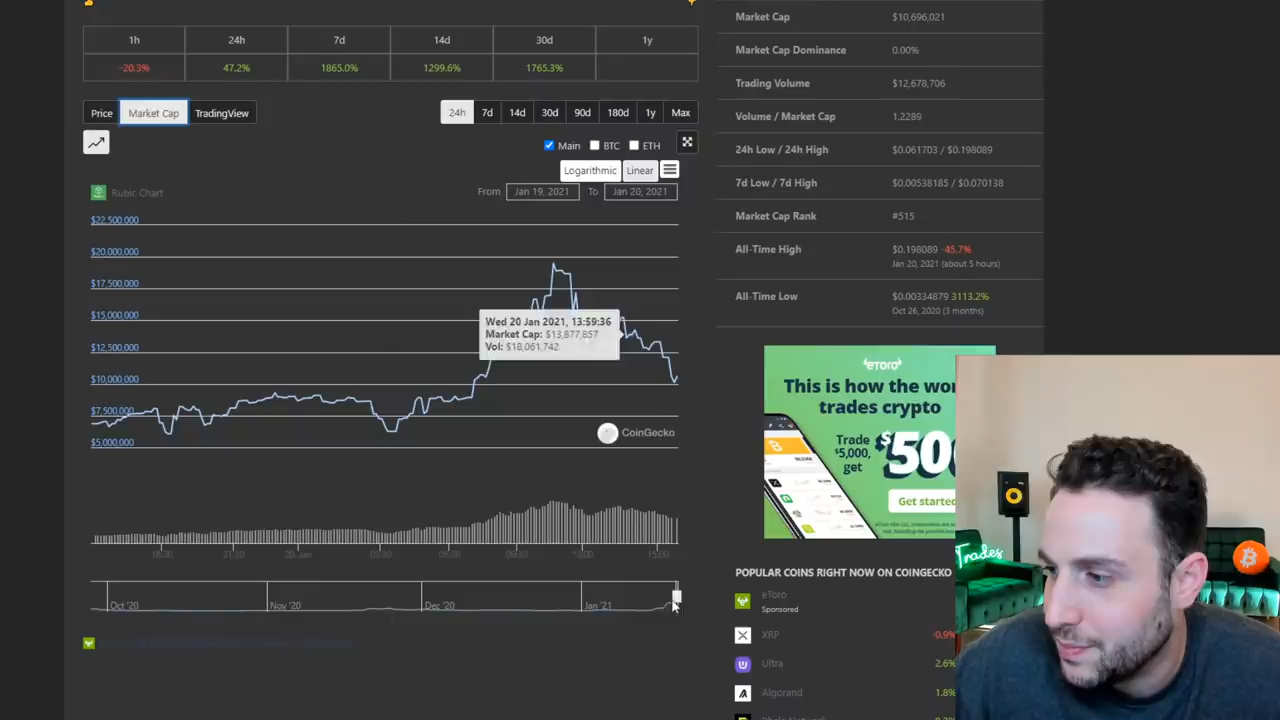 1h 24h 7d 14d 30d 1y
-20.3% 47.2% 1865.0% 1299.6% 1765.3%
Price Market Cap TradingView
24h 7d 14d 30d 90d 180d 1y Max
Main BTC ETH
Logarithmic Linear
Rubic Chart
From Jan 19, 2021 To Jan 20, 2021
$22,500,000
$20,000,000
$17,500,000
$15,000,000
$12,500,000
$10,000,000
$7,500,000
$5,000,000
Wed 20 Jan 2021, 13:59:36
Market Cap: $13,877,857
Vol: $18,061,742
CoinGecko
Oct '20 Nov '20 Dec '20 Jan '21
Market Cap $10,696,021
Market Cap Dominance 0.00%
Trading Volume $12,678,706
Volume / Market Cap 1.2289
24h Low / 24h High $0.061703 / $0.198089
7d Low / 7d High $0.00538185 / $0.070138
Market Cap Rank #515
All-Time High $0.198089 -45.7%
Jan 20, 2021 (about 5 hours)
All-Time Low $0.00334879 3113.2%
Oct 26, 2020 (3 months)
eToro
This is how the wo
trades crypto
Trade
$5,000,
get
$500
Get started
POPULAR COINS RIGHT NOW ON COINGECKO
eToro
Sponsored
XRP -0.9%
Ultra 2.6%
Algorand 1.8%
Trades